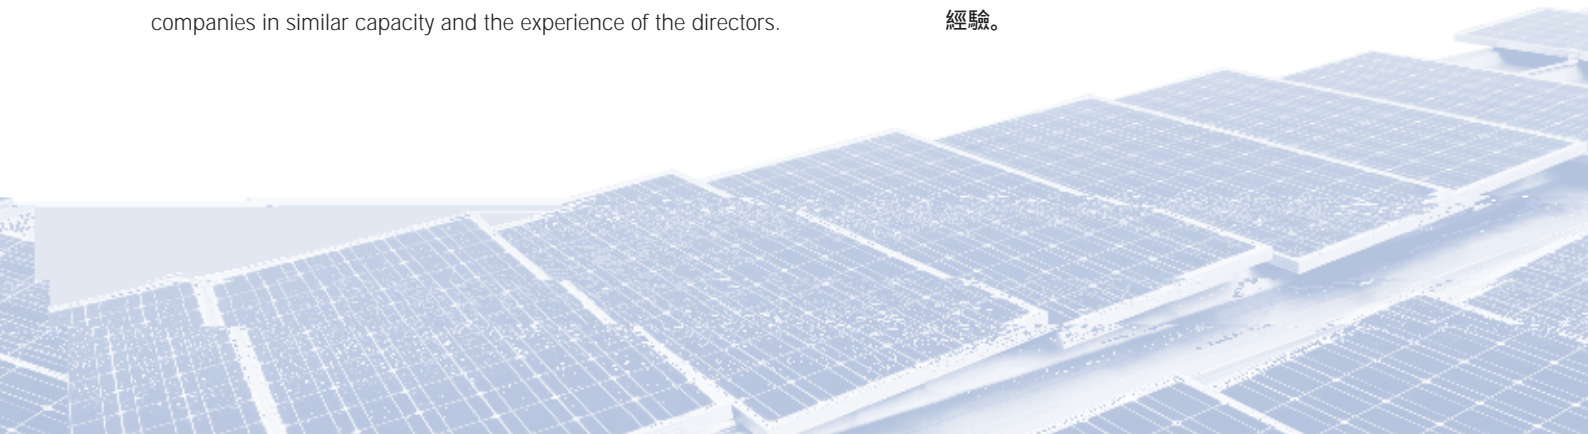 companies in similar capacity and the experience of the directors.
經驗。